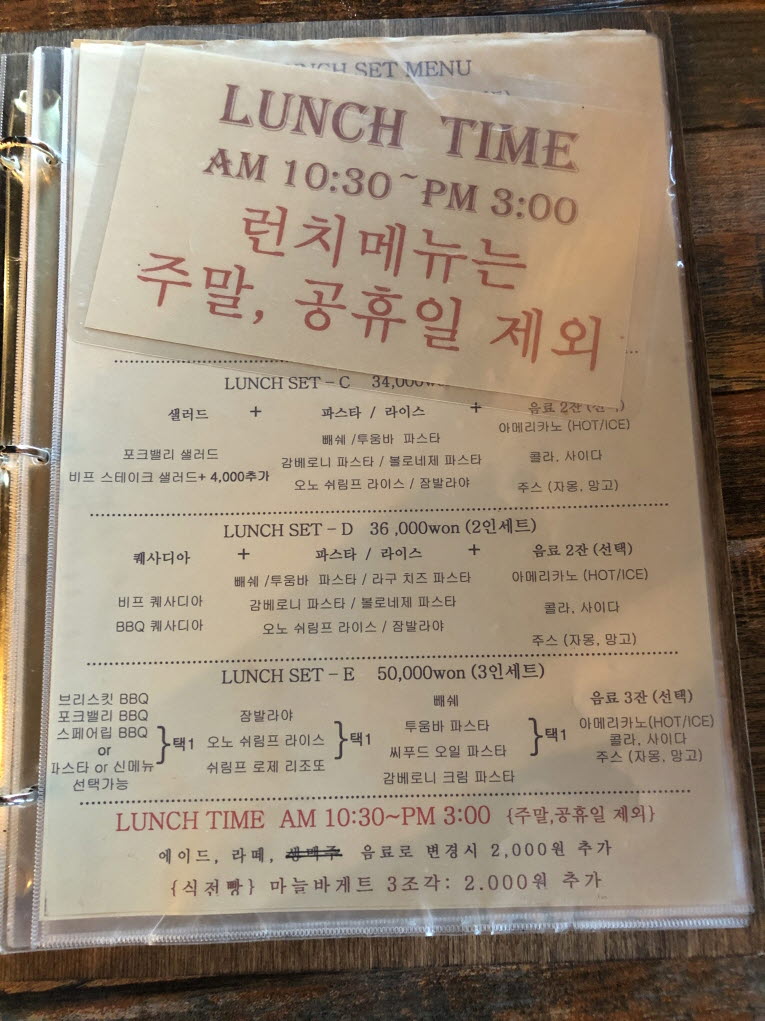 LUNCH SET MENU
LUNCH TIME
AM 10:30~PM 3:00
런치메뉴는
주말, 공휴일 제외
LUNCH SET - C 34,000won
샐러드 + 파스타 / 라이스 + 음료 2잔 (선택)
빼쉐 /투움바 파스타 아메리카노 (HOT/ICE)
포크밸리 샐러드 감베로니 파스타 / 볼로네제 파스타 콜라, 사이다
비프 스테이크 샐러드+ 4,000추가 오노 쉬림프 라이스 / 잠발라야 주스 (자몽, 망고)
LUNCH SET - D 36 ,000won (2인세트)
퀘사디아 + 파스타 / 라이스 + 음료 2잔 (선택)
빼쉐 /투움바 파스타 / 라구 치즈 파스타 아메리카노 (HOT/ICE)
비프 퀘사디아 감베로니 파스타 / 볼로네제 파스타 콜라, 사이다
BBQ 퀘사디아 오노 쉬림프 라이스 / 잠발라야
주스 (자몽, 망고)
LUNCH SET - E 50,000won (3인세트)
브리스킷 BBQ
포크밸리 BBQ
스페어립 BBQ
or
파스타 or 신메뉴
선택가능
}택1
잠발라야
오노 쉬림프 라이스
쉬림프 로제 리조또
}택1
빼쉐
투움바 파스타
씨푸드 오일 파스타
감베로니 크림 파스타
}택1
음료 3잔 (선택)
아메리카노(HOT/ICE)
콜라, 사이다
주스 (자몽, 망고)
LUNCH TIME AM 10:30~PM 3:00 {주말,공휴일 제외}
에이드, 라떼, 생맥주 음료로 변경시 2,000원 추가
{식전빵} 마늘바게트 3조각: 2.000원 추가